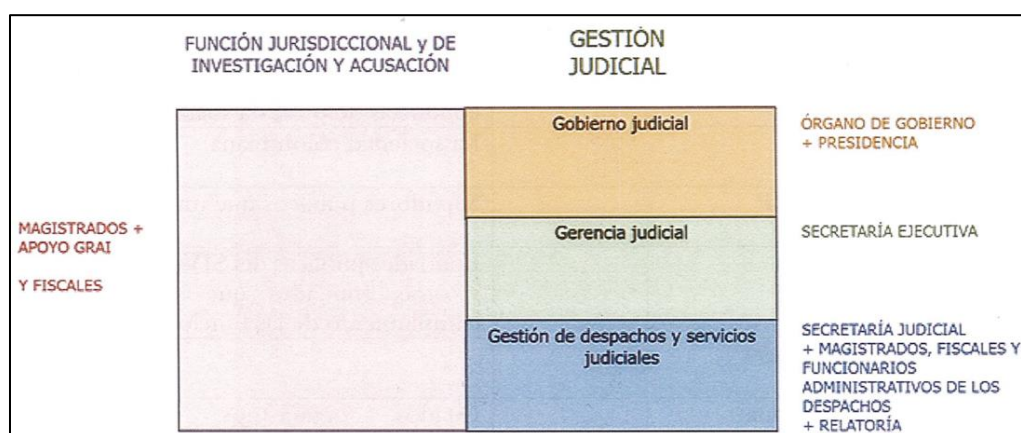 FUNCIÓN JURISDICCIONAL y DE
INVESTIGACIÓN Y ACUSACIÓN
GESTIÓN
JUDICIAL
MAGISTRADOS +
APOYO GRAI
Y FISCALES
Gobierno judicial
ÓRGANO DE GOBIERNO
+ PRESIDENCIA
Gerencia judicial
SECRETARÍA EJECUTIVA
Gestión de despachos y servicios
judiciales
SECRETARÍA JUDICIAL
+ MAGISTRADOS, FISCALES Y
FUNCIONARIOS
ADMINISTRATIVOS DE LOS
DESPACHOS
+ RELATORÍA